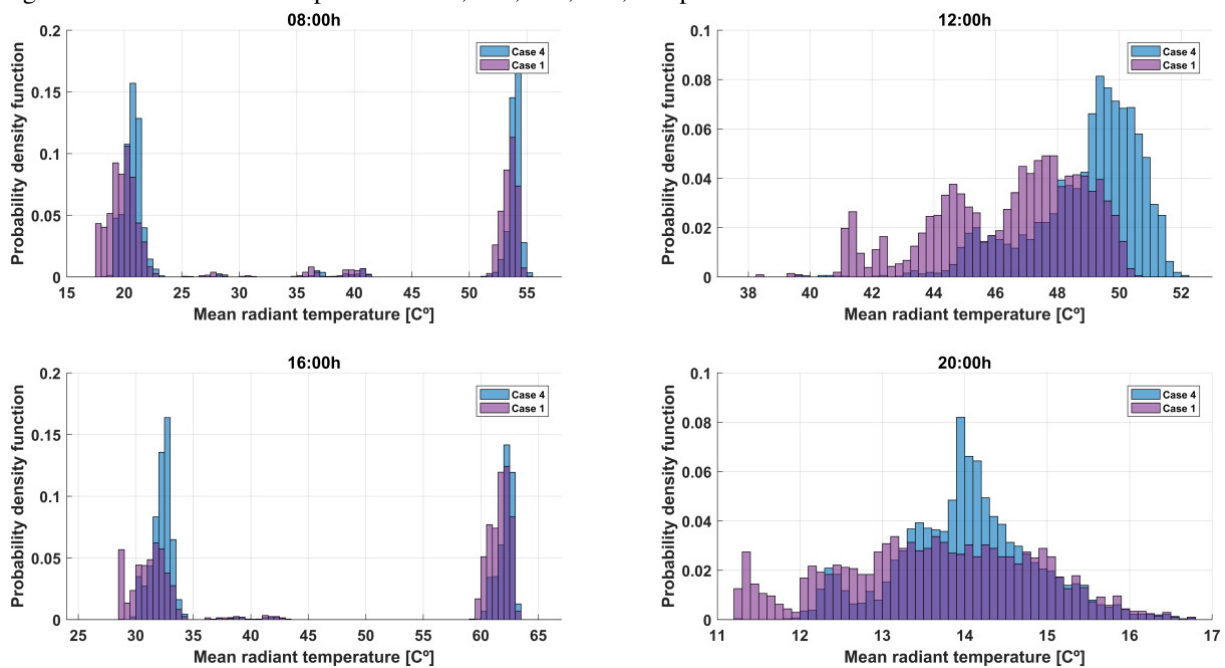 08:00h
0.2
0.15
0.1
0.05
0
Probability density function
15 20 25 30 35 40 45 50 55
Mean radiant temperature [Cº]
Case 4
Case 1
12:00h
0.1
0.08
0.06
0.04
0.02
0
Probability density function
38 40 42 44 46 48 50 52
Mean radiant temperature [Cº]
Case 4
Case 1
16:00h
0.2
0.15
0.1
0.05
0
Probability density function
25 30 35 40 45 50 55 60 65
Mean radiant temperature [Cº]
Case 4
Case 1
20:00h
0.1
0.08
0.06
0.04
0.02
0
Probability density function
11 12 13 14 15 16 17
Mean radiant temperature [Cº]
Case 4
Case 1